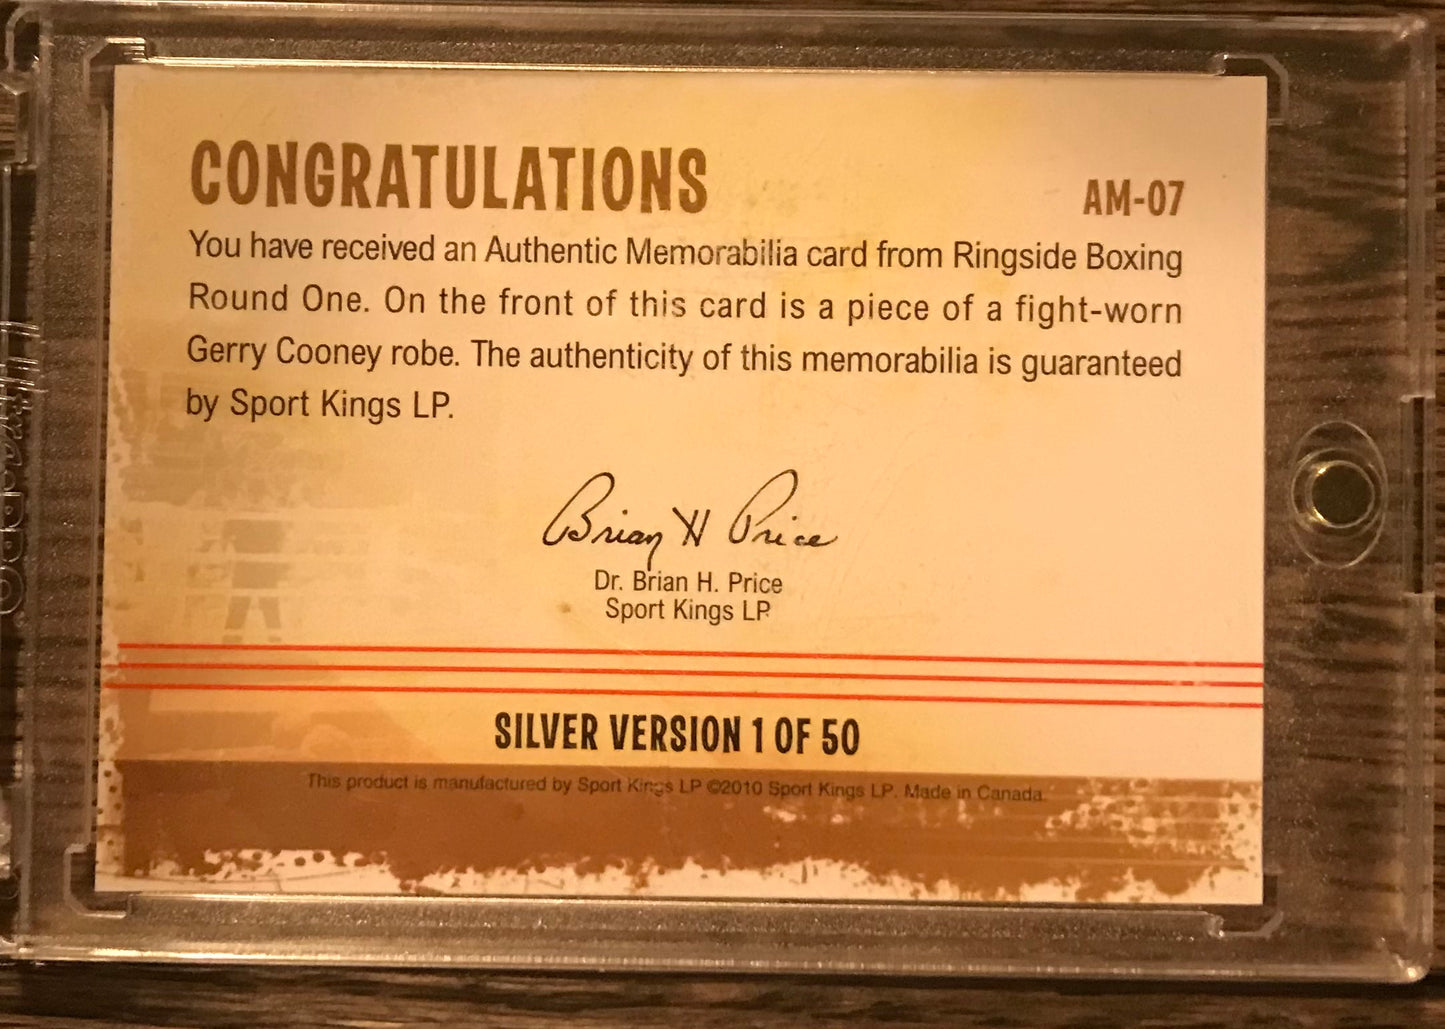 CONGRATULATIONS
AM-07
You have received an Authentic Memorabilia card from Ringside Boxing
Round One. On the front of this card is a piece of a fight-worn
Gerry Cooney robe. The authenticity of this memorabilia is guaranteed
by Sport Kings LP.
Brian H Price
Dr. Brian H. Price
Sport Kings LP
SILVER VERSION 1 OF 50
This product is manufactured by Sport Kings LP ©2010 Sport Kings LP. Made in Canada.